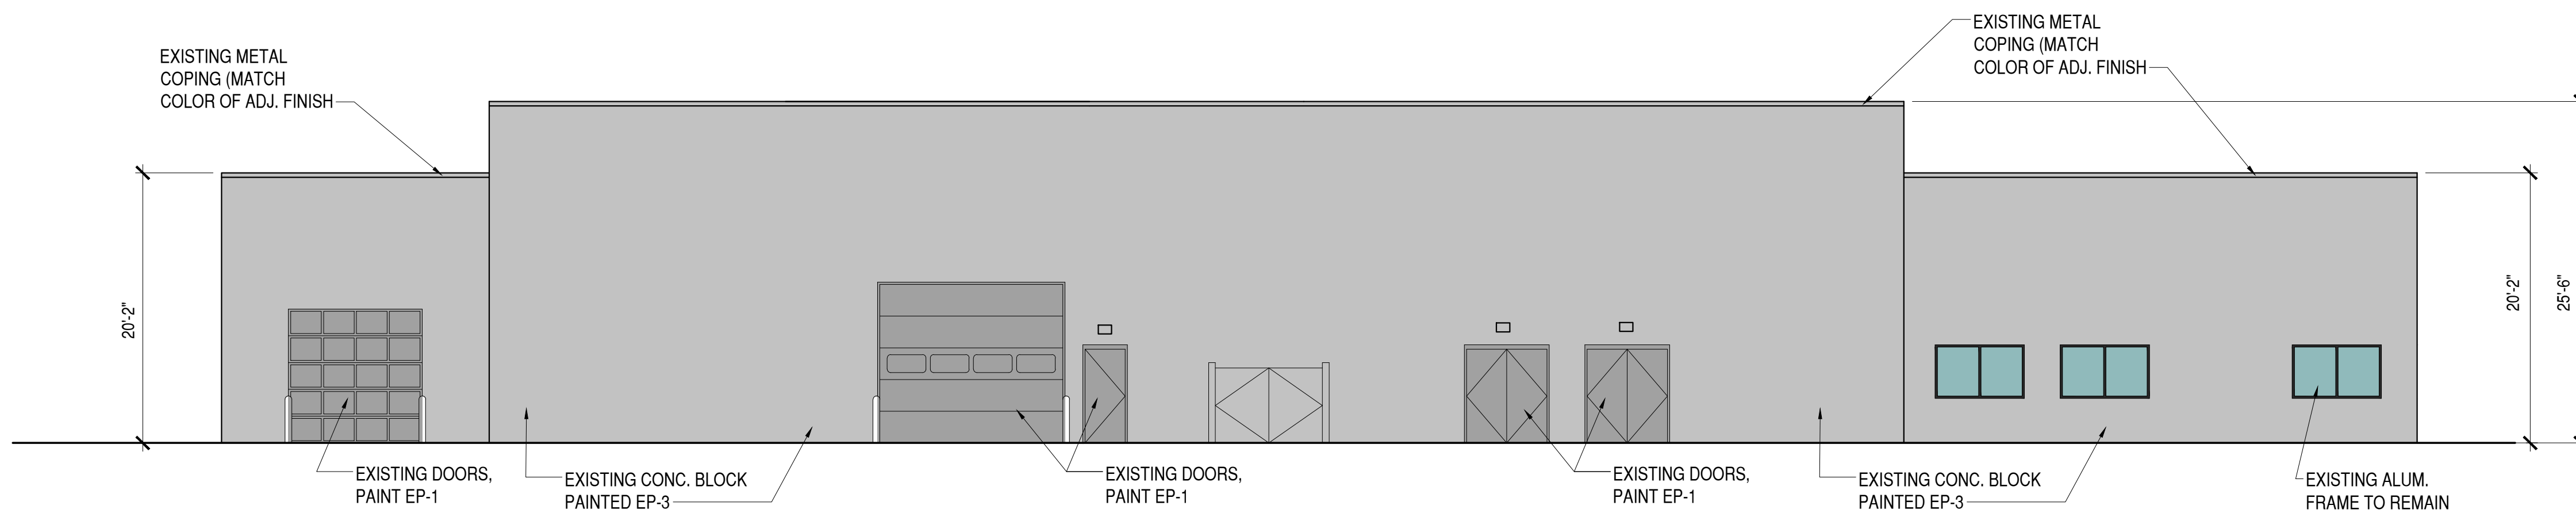 EXISTING METAL
COPING (MATCH
COLOR OF ADJ. FINISH
EXISTING METAL
COPING (MATCH
COLOR OF ADJ. FINISH
20'-2"
20'-2"
25'-6"
EXISTING DOORS,
PAINT EP-1
EXISTING CONC. BLOCK
PAINTED EP-3
EXISTING DOORS,
PAINT EP-1
EXISTING DOORS,
PAINT EP-1
EXISTING CONC. BLOCK
PAINTED EP-3
EXISTING ALUM.
FRAME TO REMAIN